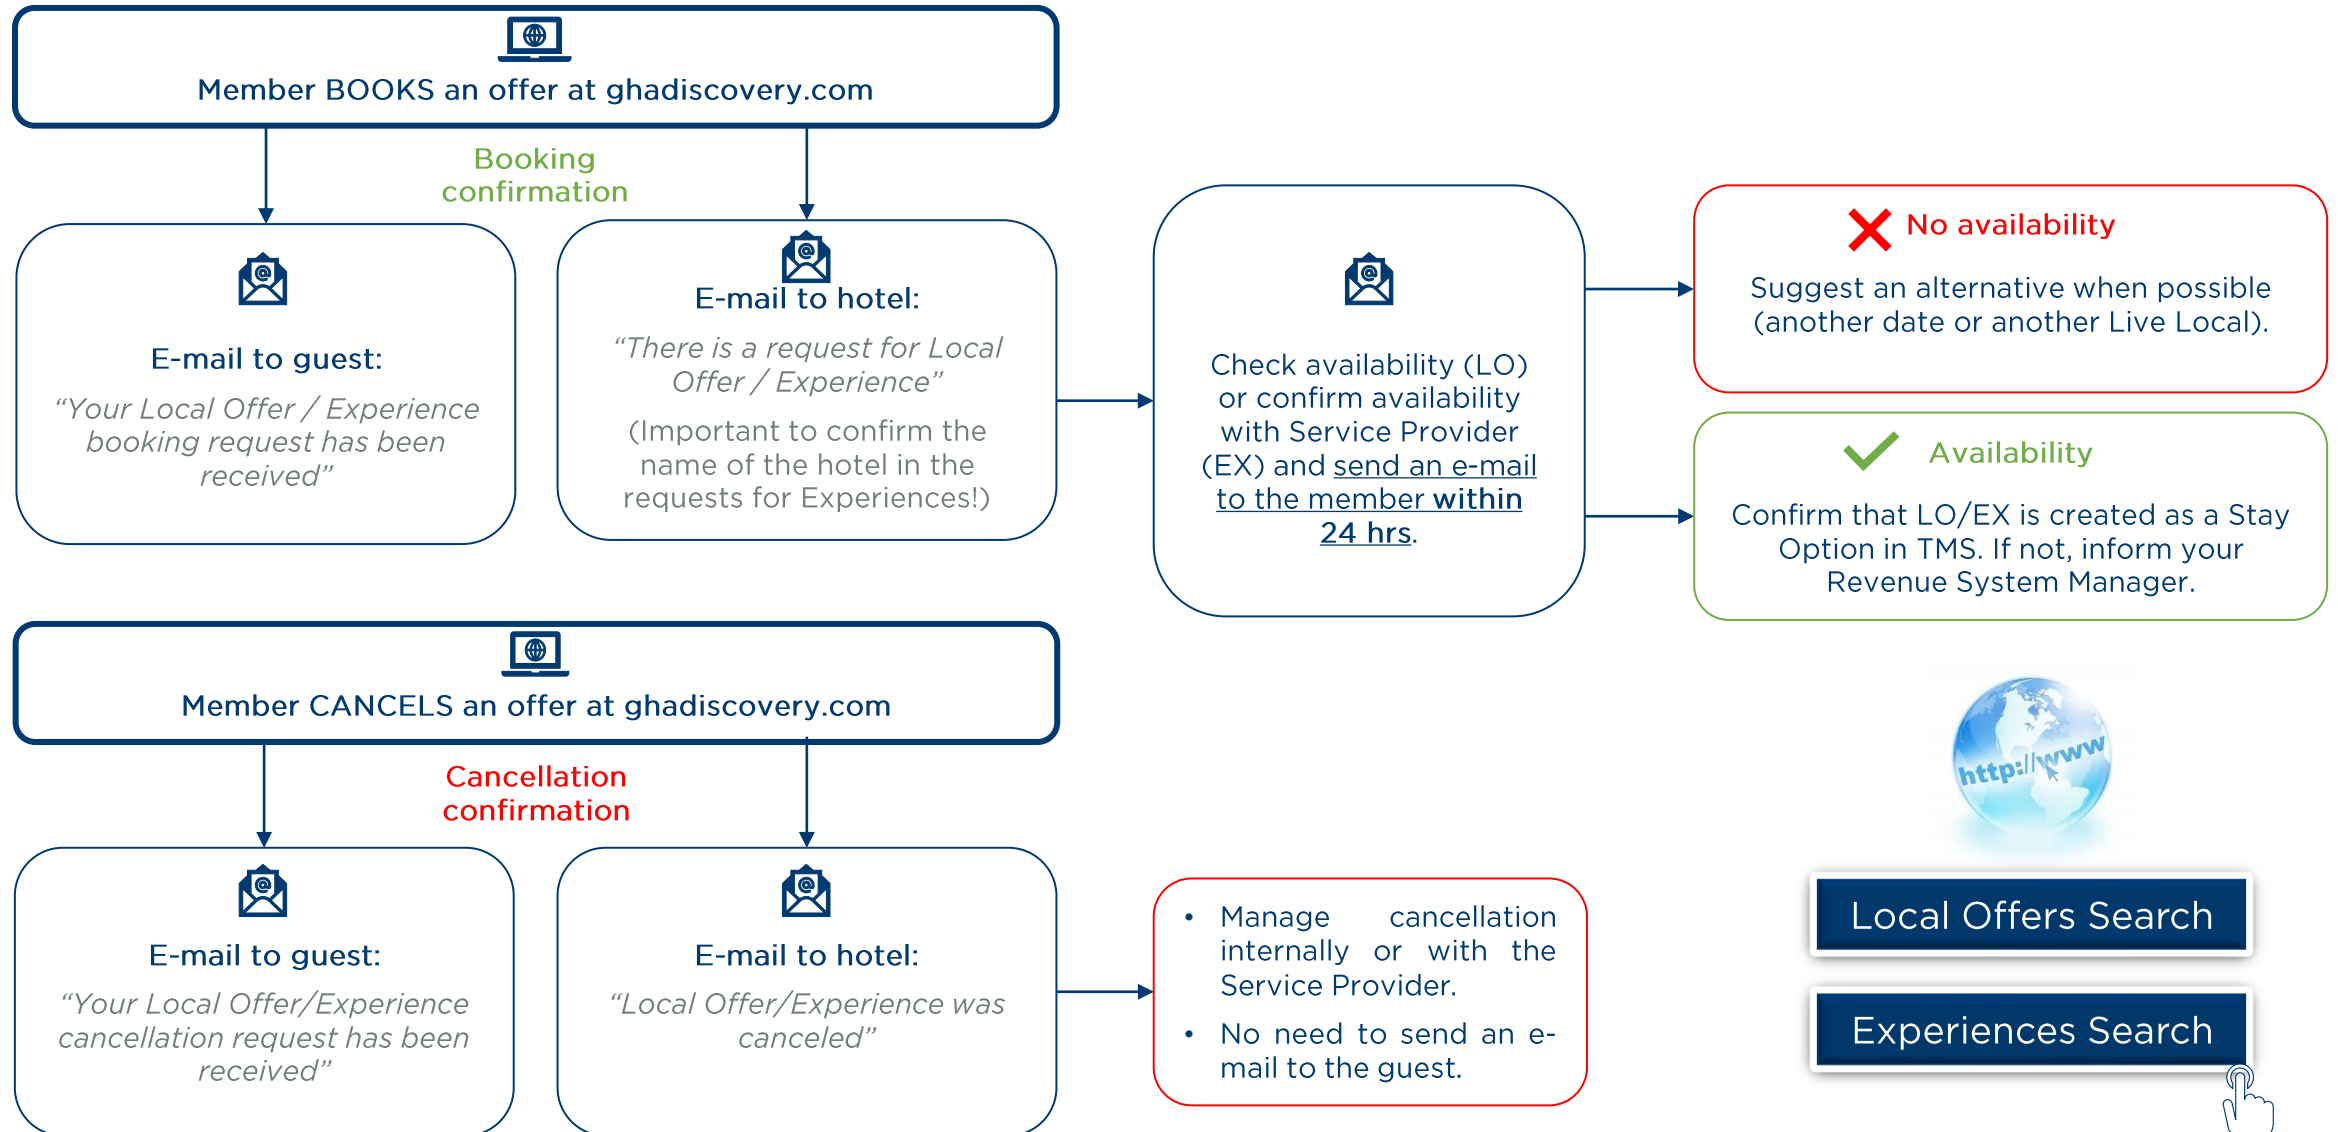 Member BOOKS an offer at ghadiscovery.com
Booking
confirmation
E-mail to guest:
“Your Local Offer / Experience
booking request has been
received”
E-mail to hotel:
“There is a request for Local
Offer / Experience”
(Important to confirm the
name of the hotel in the
requests for Experiences!)
Check availability (LO)
or confirm availability
with Service Provider
(EX) and send an e-mail
to the member within
24 hrs.
No availability
Suggest an alternative when possible
(another date or another Live Local).
Availability
Confirm that LO/EX is created as a Stay
Option in TMS. If not, inform your
Revenue System Manager.
Member CANCELS an offer at ghadiscovery.com
Cancellation
confirmation
E-mail to guest:
“Your Local Offer/Experience
cancellation request has been
received”
E-mail to hotel:
“Local Offer/Experience was
canceled”
• Manage cancellation
internally or with the
Service Provider.
• No need to send an e-
mail to the guest.
http://www
Local Offers Search
Experiences Search